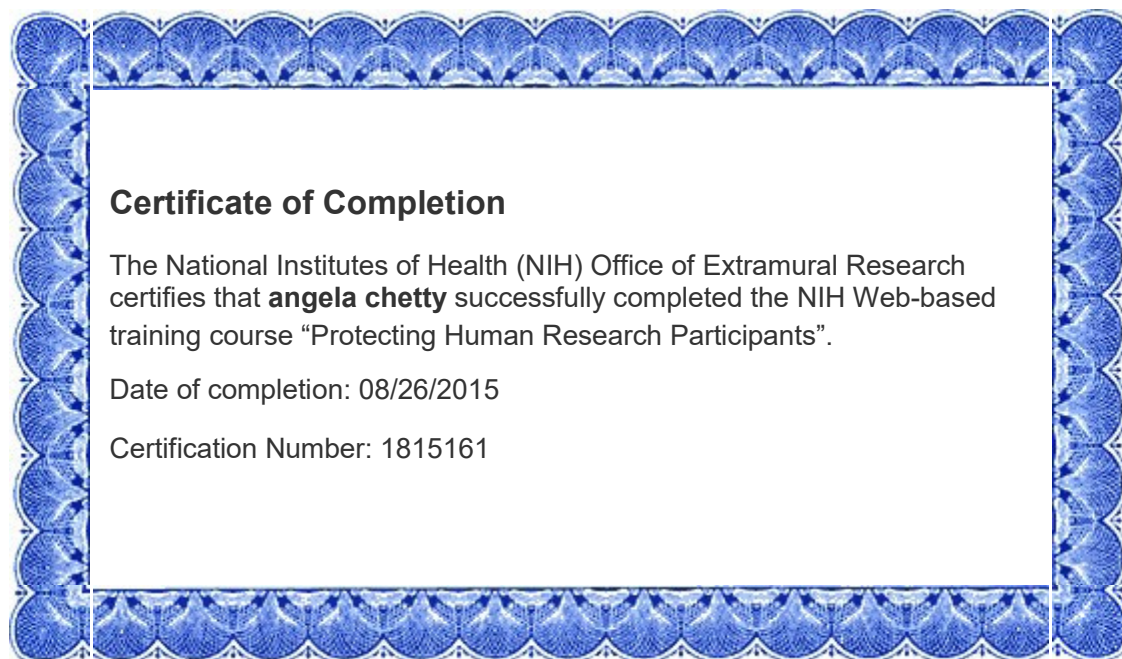 Certificate of Completion
The National Institutes of Health (NIH) Office of Extramural Research
certifies that angela chetty successfully completed the NIH Web-based
training course “Protecting Human Research Participants”.
Date of completion: 08/26/2015
Certification Number: 1815161